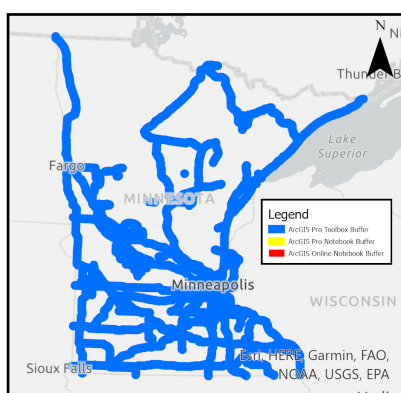 N
Ni
Thunder B
Lake
Superior
Fargo
MINNESOTA
Legend
ArcGIS Pro Toolbox Buffer
ArcGIS Pro Notebook Buffer
ArcGIS Online Notebook Buffer
Minneapolis
WISCONSIN
Sioux Falls
Esri, HERE, Garmin, FAO,
NOAA, USGS, EPA